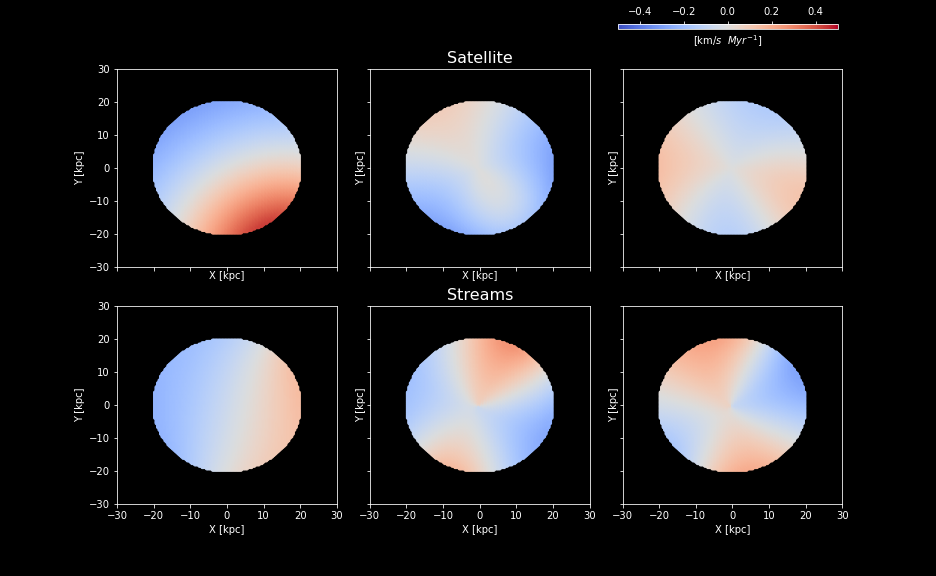 −0.4 −0.2 0.0 0.2 0.4
[km/s Myr⁻¹]
Satellite
30
20
10
0
−10
−20
−30
Y [kpc]
X [kpc]
Y [kpc]
X [kpc]
Y [kpc]
X [kpc]
Streams
30
20
10
0
−10
−20
−30
Y [kpc]
−30 −20 −10 0 10 20 30
X [kpc]
Y [kpc]
−30 −20 −10 0 10 20 30
X [kpc]
Y [kpc]
−30 −20 −10 0 10 20 30
X [kpc]